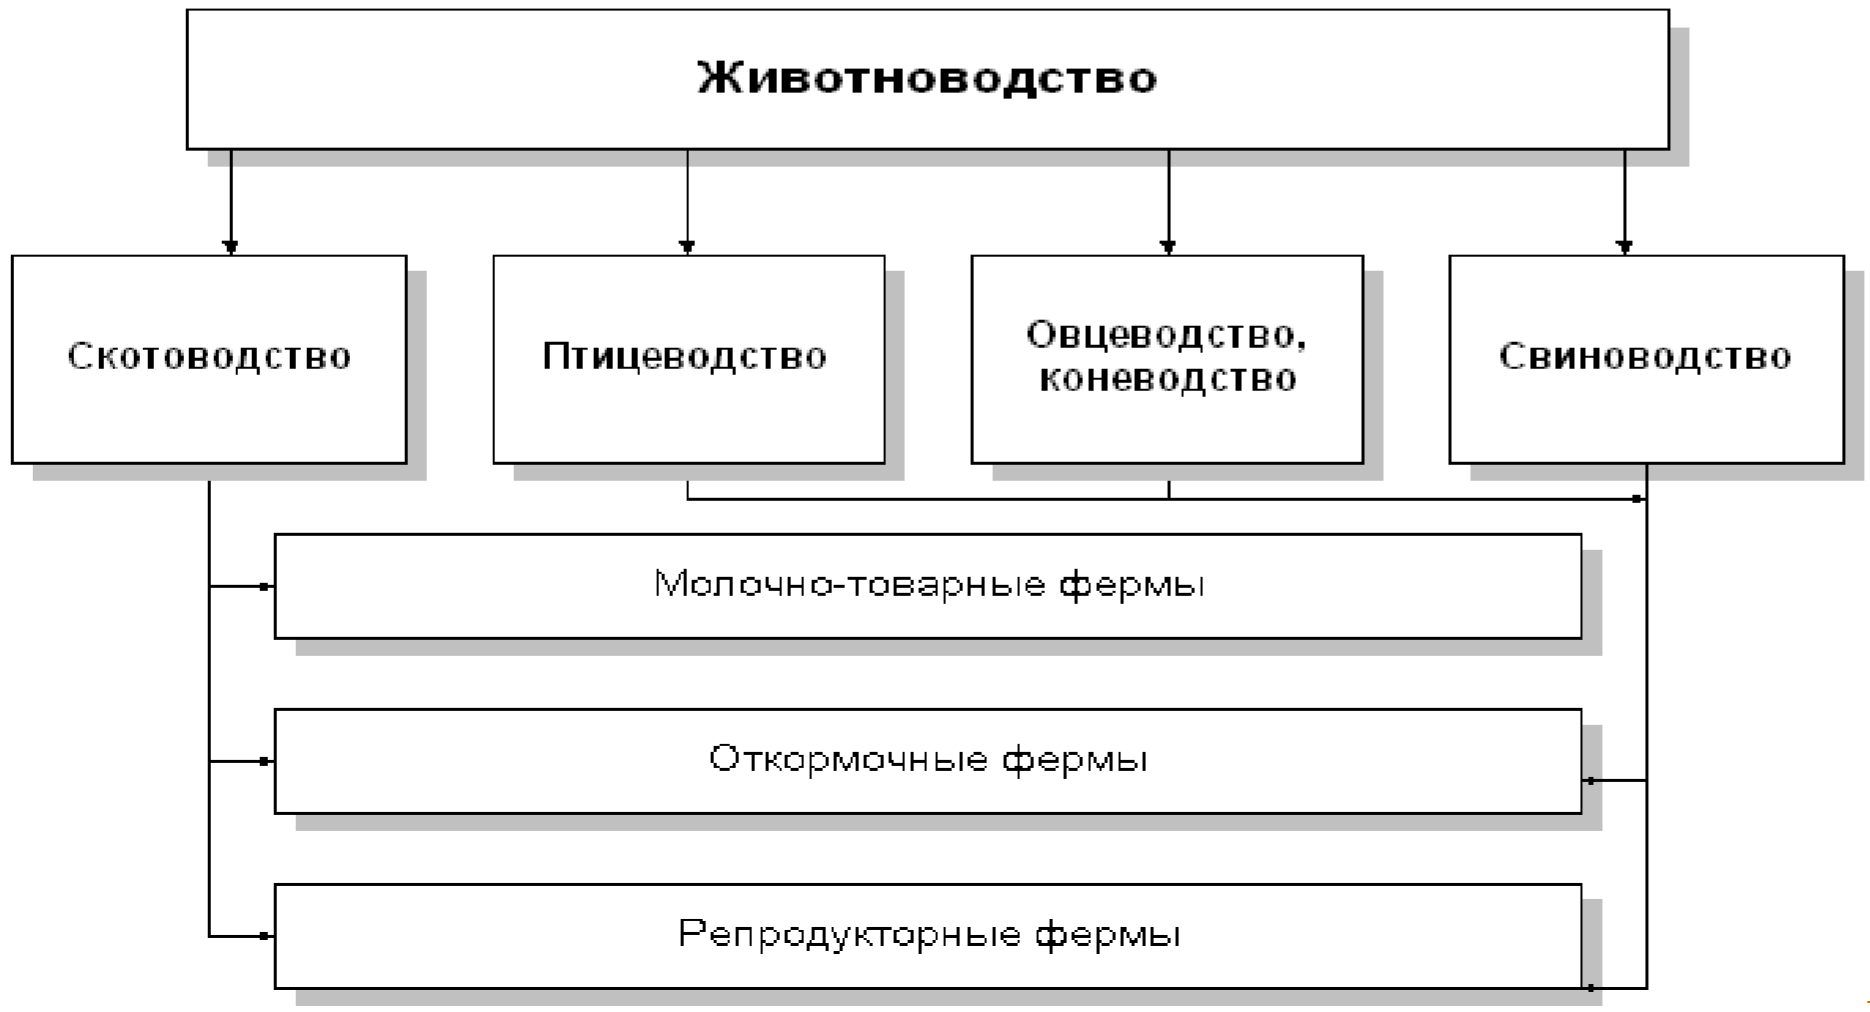 Животноводство
Скотоводство
Птицеводство
Овцеводство,
коневодство
Свиноводство
Молочно-товарные фермы
Откормочные фермы
Репродукторные фермы